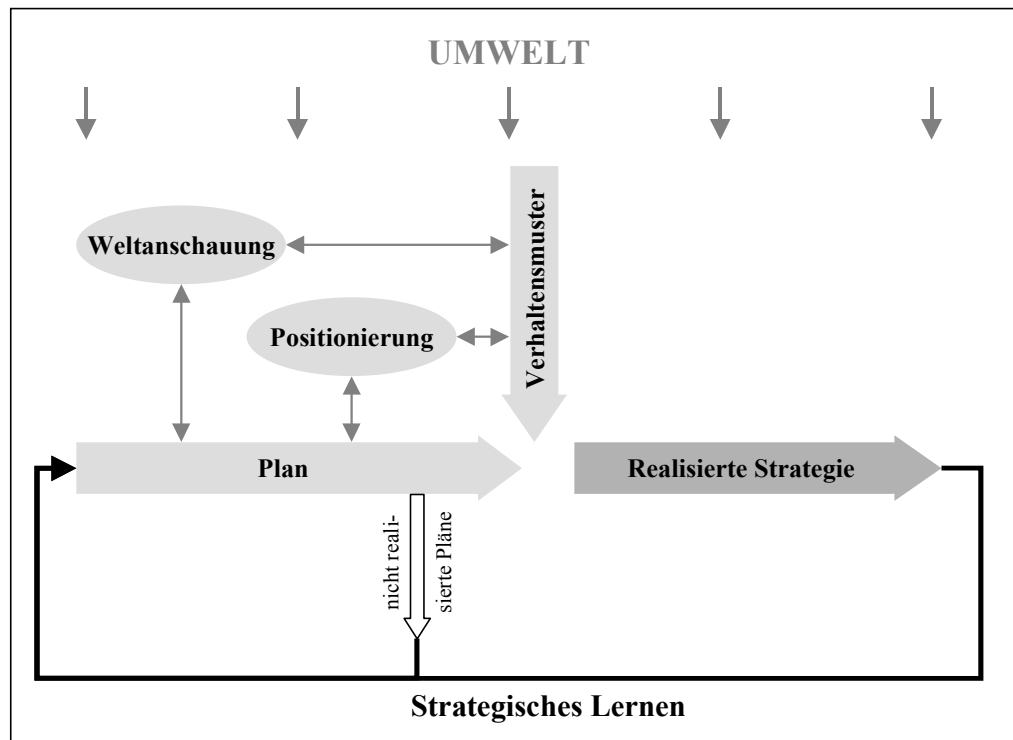 UMWELT
Weltanschauung
Verhaltensmuster
Positionierung
Plan
Realisierte Strategie
nicht reali-
sierte Pläne
Strategisches Lernen